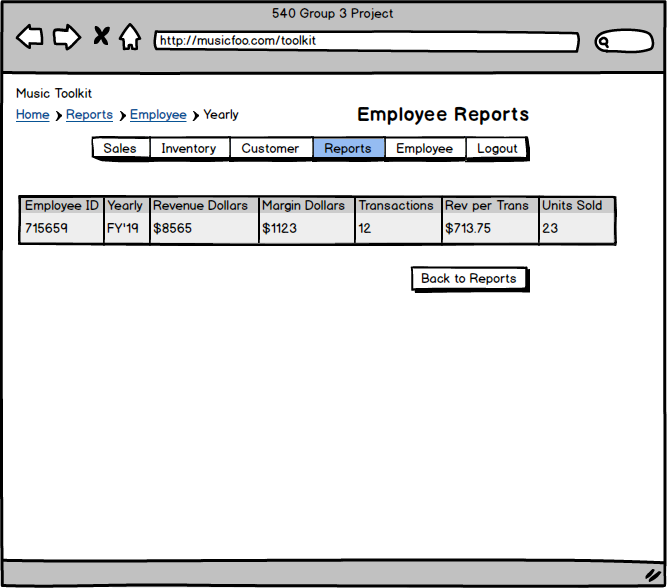 540 Group 3 Project
http://musicfoo.com/toolkit
Music Toolkit
Home > Reports > Employee > Yearly
Employee Reports
Sales Inventory Customer Reports Employee Logout
Employee ID Yearly Revenue Dollars Margin Dollars Transactions Rev per Trans Units Sold
715659 FY'19 $8565 $1123 12 $713.75 23
Back to Reports